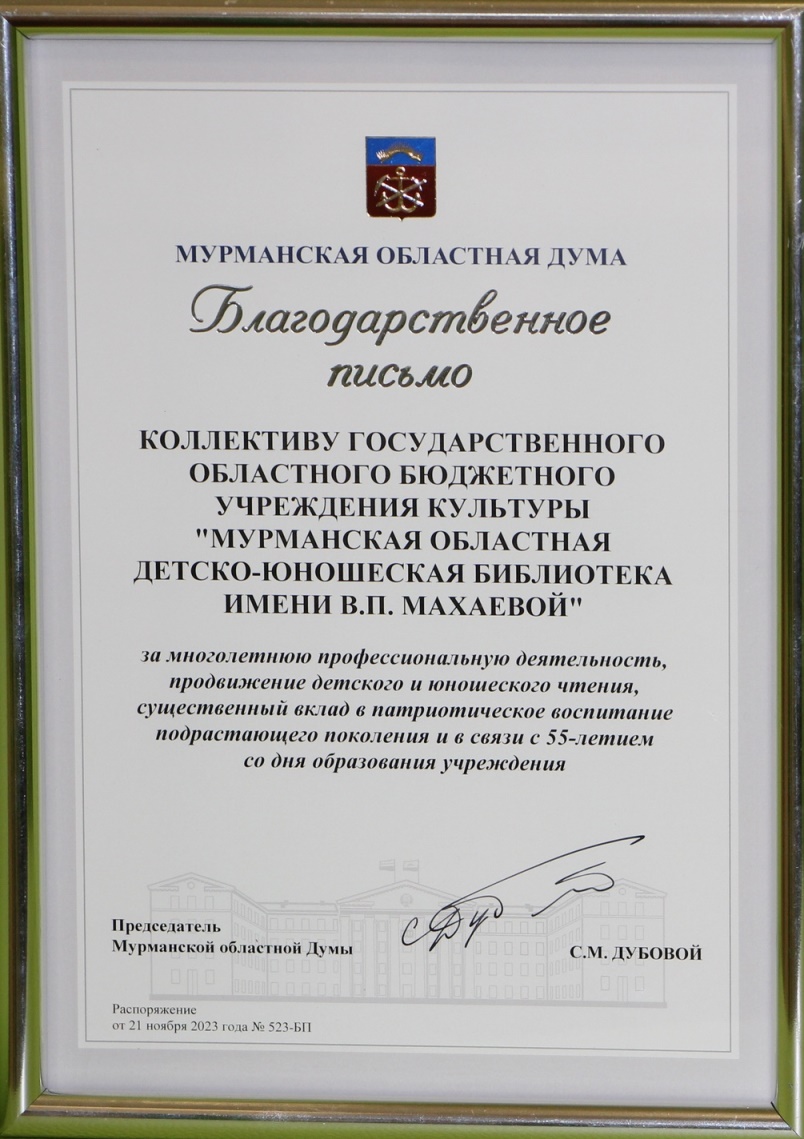 МУРМАНСКАЯ ОБЛАСТНАЯ ДУМА
Благодарственное
письмо
КОЛЛЕКТИВУ ГОСУДАРСТВЕННОГО
ОБЛАСТНОГО БЮДЖЕТНОГО
УЧРЕЖДЕНИЯ КУЛЬТУРЫ
"МУРМАНСКАЯ ОБЛАСТНАЯ
ДЕТСКО-ЮНОШЕСКАЯ БИБЛИОТЕКА
ИМЕНИ В.П. МАХАЕВОЙ"
за многолетнюю профессиональную деятельность,
продвижение детского и юношеского чтения,
существенный вклад в патриотическое воспитание
подрастающего поколения и в связи с 55-летием
со дня образования учреждения
Председатель
Мурманской областной Думы
С.М. ДУБОВОЙ
Распоряжение
от 21 ноября 2023 года № 523-БП